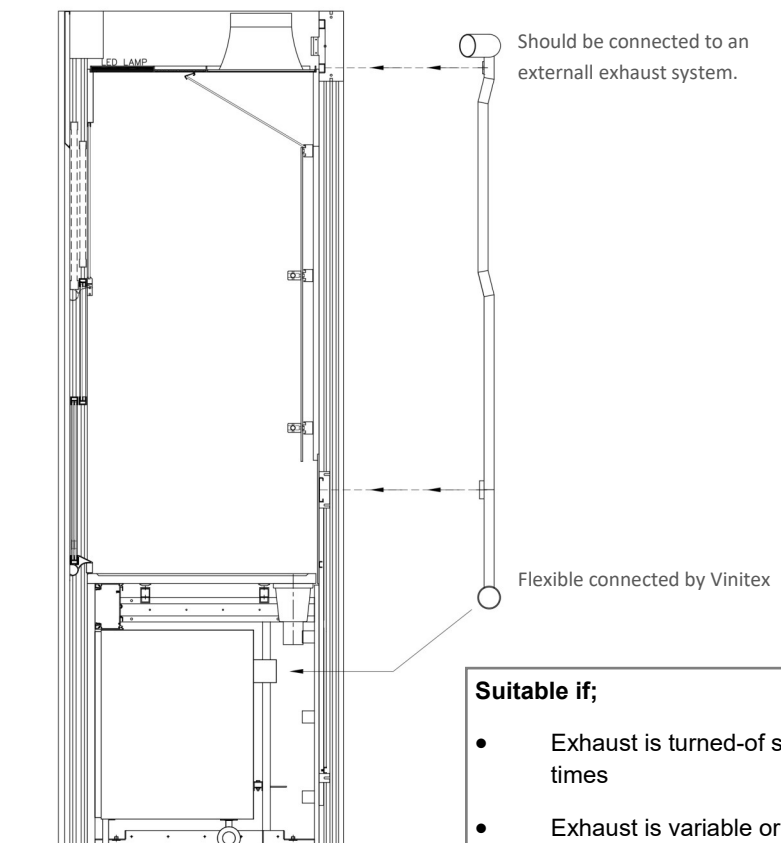 Should be connected to an
LED LAMP
externall exhaust system.
Flexible connected by Vinitex
Suitable if;
• Exhaust is turned-of s
times
• Exhaust is variable or